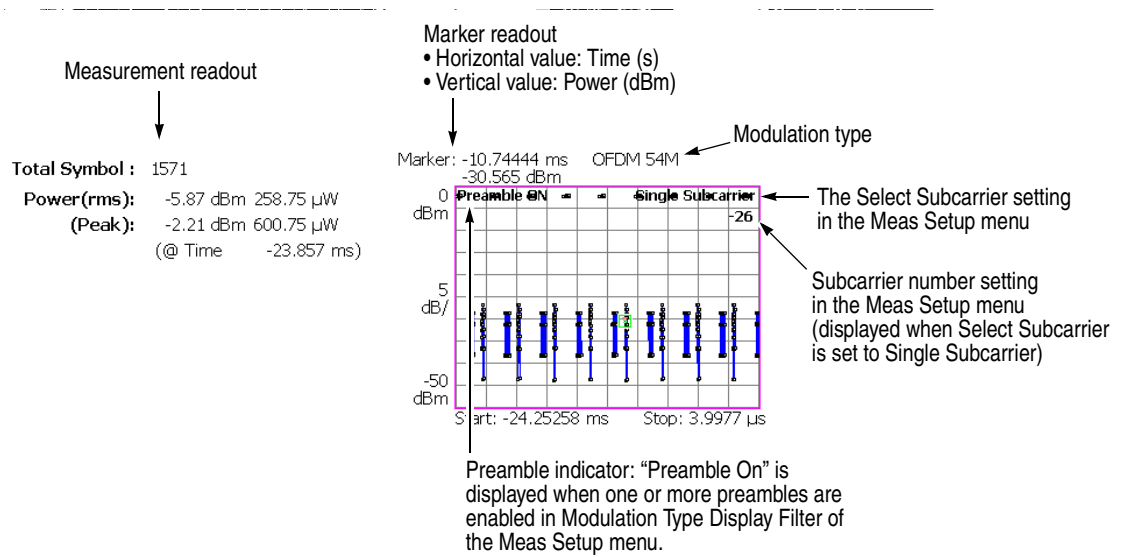 Marker readout
• Horizontal value: Time (s)
• Vertical value: Power (dBm)
Measurement readout
Modulation type
Total Symbol : 1571
Power(rms): -5.87 dBm 258.75 µW
(Peak): -2.21 dBm 600.75 µW
(@ Time -23.857 ms)
Marker: -10.74444 ms OFDM 54M
-30.565 dBm
0
dBm
Preamble ON
Single Subcarrier
-26
5
dB/
-50
dBm
Start: -24.25258 ms Stop: 3.9977 µs
The Select Subcarrier setting
in the Meas Setup menu
Subcarrier number setting
in the Meas Setup menu
(displayed when Select Subcarrier
is set to Single Subcarrier)
Preamble indicator: “Preamble On” is
displayed when one or more preambles are
enabled in Modulation Type Display Filter of
the Meas Setup menu.